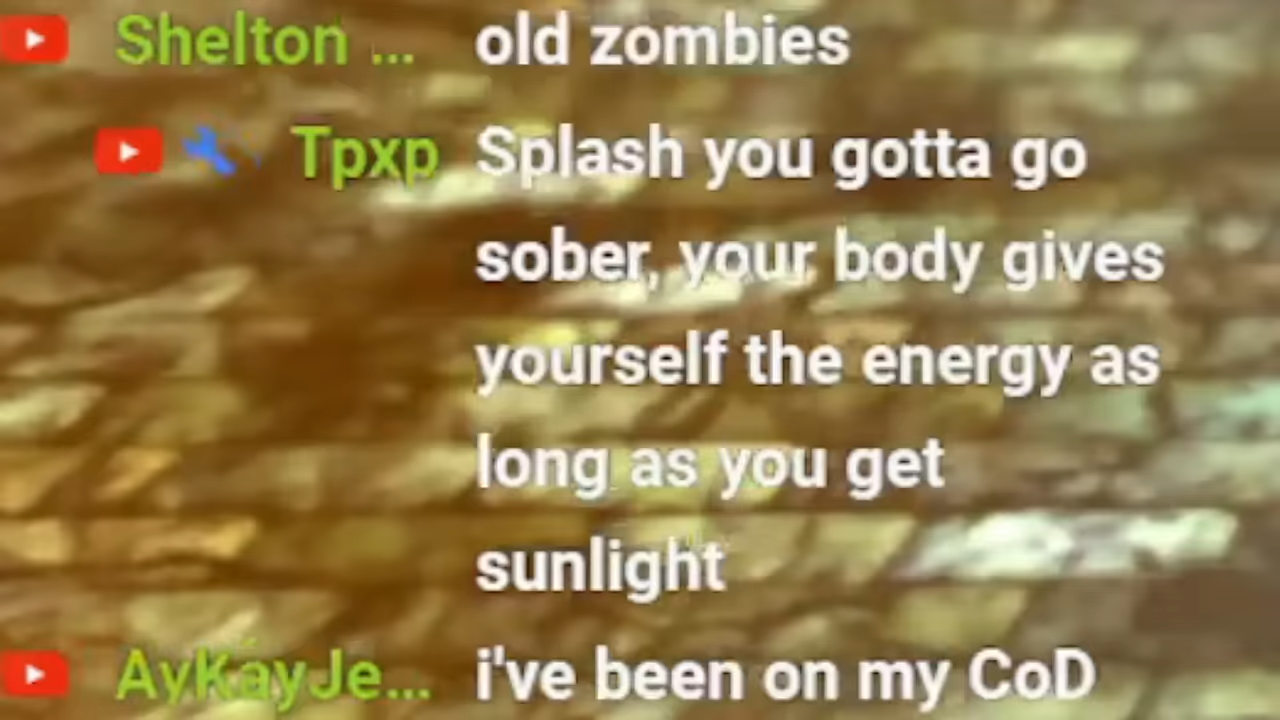 Shelton ... old zombies
Tpxp Splash you gotta go
sober, your body gives
yourself the energy as
long as you get
sunlight
AyKayJe... i've been on my CoD